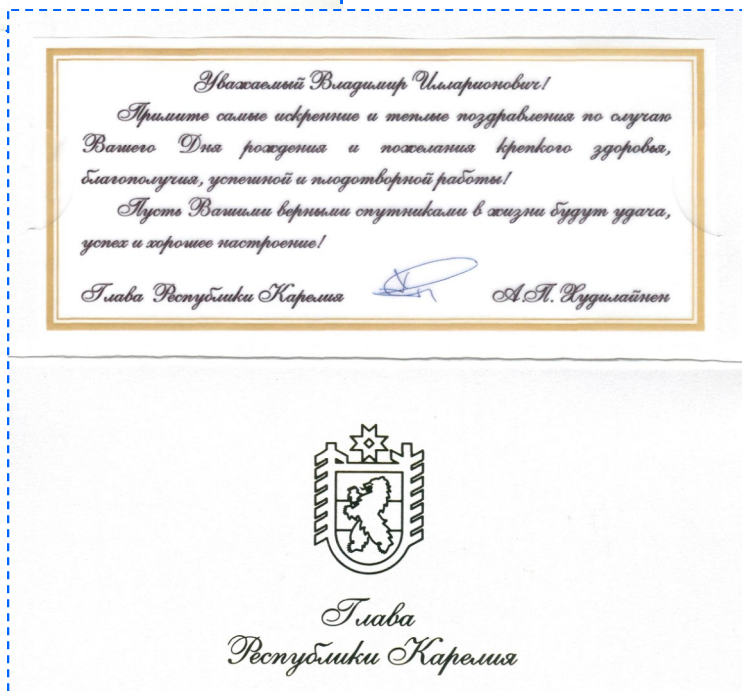 Уважаемый Владимир Илларионович!
Примите самые искренние и теплые поздравления по случаю
Вашего Дня рождения и пожелания крепкого здоровья,
благополучия, успешной и плодотворной работы!
Пусть Вашими верными спутниками в жизни будут удача,
успех и хорошее настроение!
Глава Республики Карелия А.П. Худилайнен
Глава
Республики Карелия